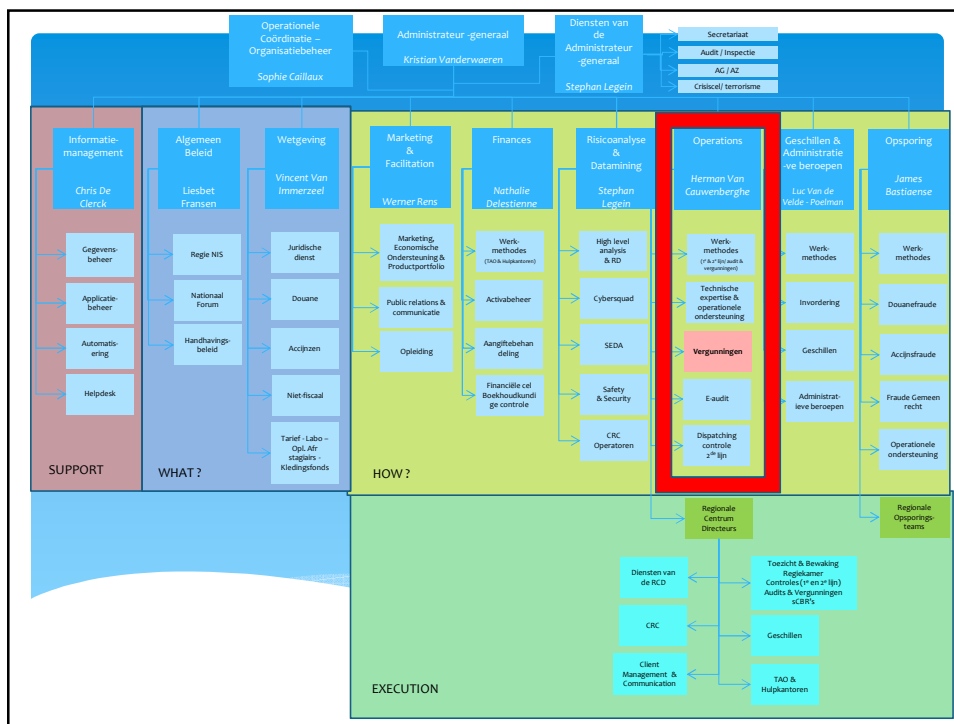 Operationele
Coördinatie –
Organisatiebeheer
Sophie Caillaux
Administrateur -generaal
Kristian Vanderwaeren
Diensten van
de
Administrateur
-generaal
Stephan Legein
Secretariaat
Audit / Inspectie
AG / AZ
Crisiscel/ terrorisme
Informatie-
management
Chris De
Clerck
Gegevens-
beheer
Applicatie-
beheer
Automatis-
ering
Helpdesk
SUPPORT
Algemeen
Beleid
Liesbet
Fransen
Regie NIS
Nationaal
Forum
Handhavings-
beleid
Wetgeving
Vincent Van
Immerzeel
Juridische
dienst
Douane
Accijnzen
Niet-fiscaal
Tarief - Labo –
Opl. Afr
stagiairs -
Kledingsfonds
WHAT ?
Marketing
&
Facilitation
Werner Rens
Marketing,
Economische
Ondersteuning &
Productportfolio
Public relations &
communicatie
Opleiding
Finances
Nathalie
Delestienne
Werk-
methodes
(TAO & Hulpkantoren)
Activabeheer
Aangiftebehan
deling
Financiële cel
Boekhoudkundi
ge controle
Risicoanalyse
&
Datamining
Stephan
Legein
High level
analysis
& RD
Cybersquad
SEDA
Safety
& Security
CRC
Operatoren
Operations
Herman Van
Cauwenberghe
Werk-
methodes
(1e & 2e lijn/ audit &
vergunningen)
Technische
expertise &
operationele
ondersteuning
Vergunningen
E-audit
Dispatching
controle
2de lijn
Geschillen &
Administratie
-ve beroepen
Luc Van de
Velde - Poelman
Werk-
methodes
Invordering
Geschillen
Administrat-
ieve beroepen
Opsporing
James
Bastiaense
Werk-
methodes
Douanefraude
Accijnsfraude
Fraude Gemeen
recht
Operationele
ondersteuning
HOW ?
Regionale
Centrum
Directeurs
Regionale
Opsporings-
teams
Diensten van
de RCD
CRC
Client
Management &
Communication
Toezicht & Bewaking
Regiekamer
Controles (1e en 2e lijn)
Audits & Vergunningen
sCBR's
Geschillen
TAO &
Hulpkantoren
EXECUTION